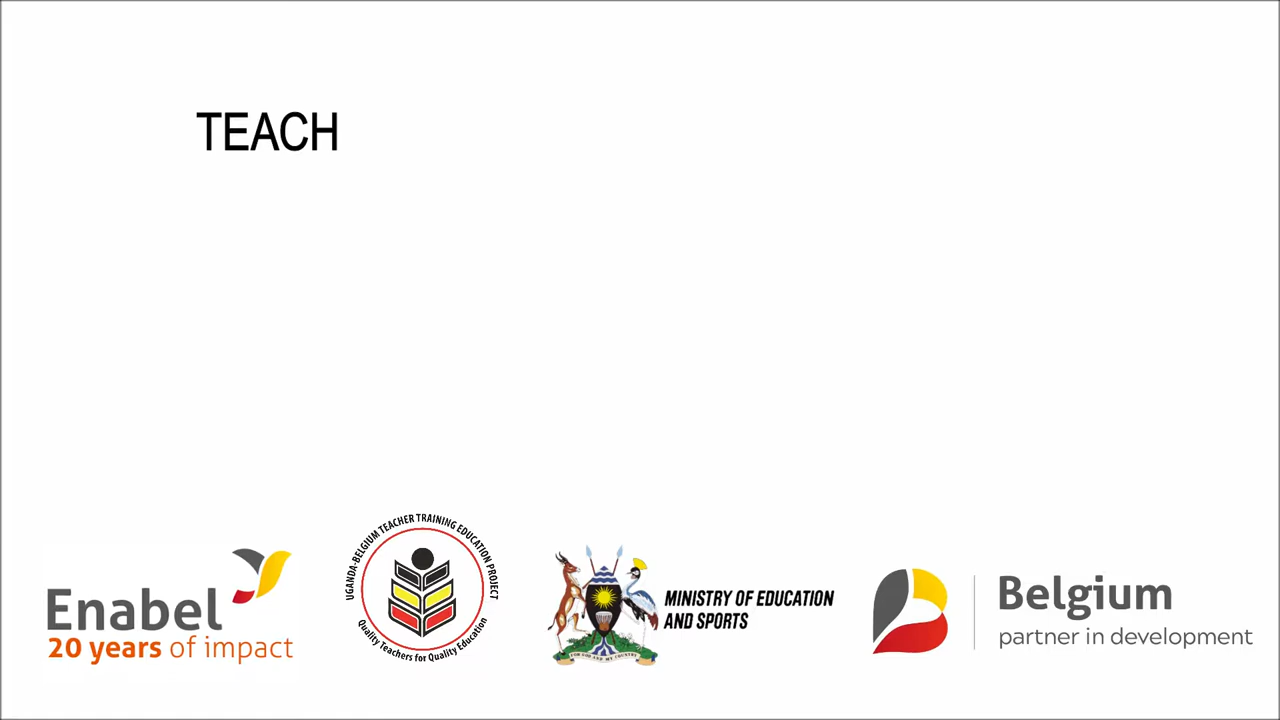 TEACH
Enabel
20 years of impact
UGANDA-BELGIUM TEACHER TRAINING EDUCATION PROJECT
Quality Teachers for Quality Education
FOR GOD AND MY COUNTRY
MINISTRY OF EDUCATION
AND SPORTS
Belgium
partner in development